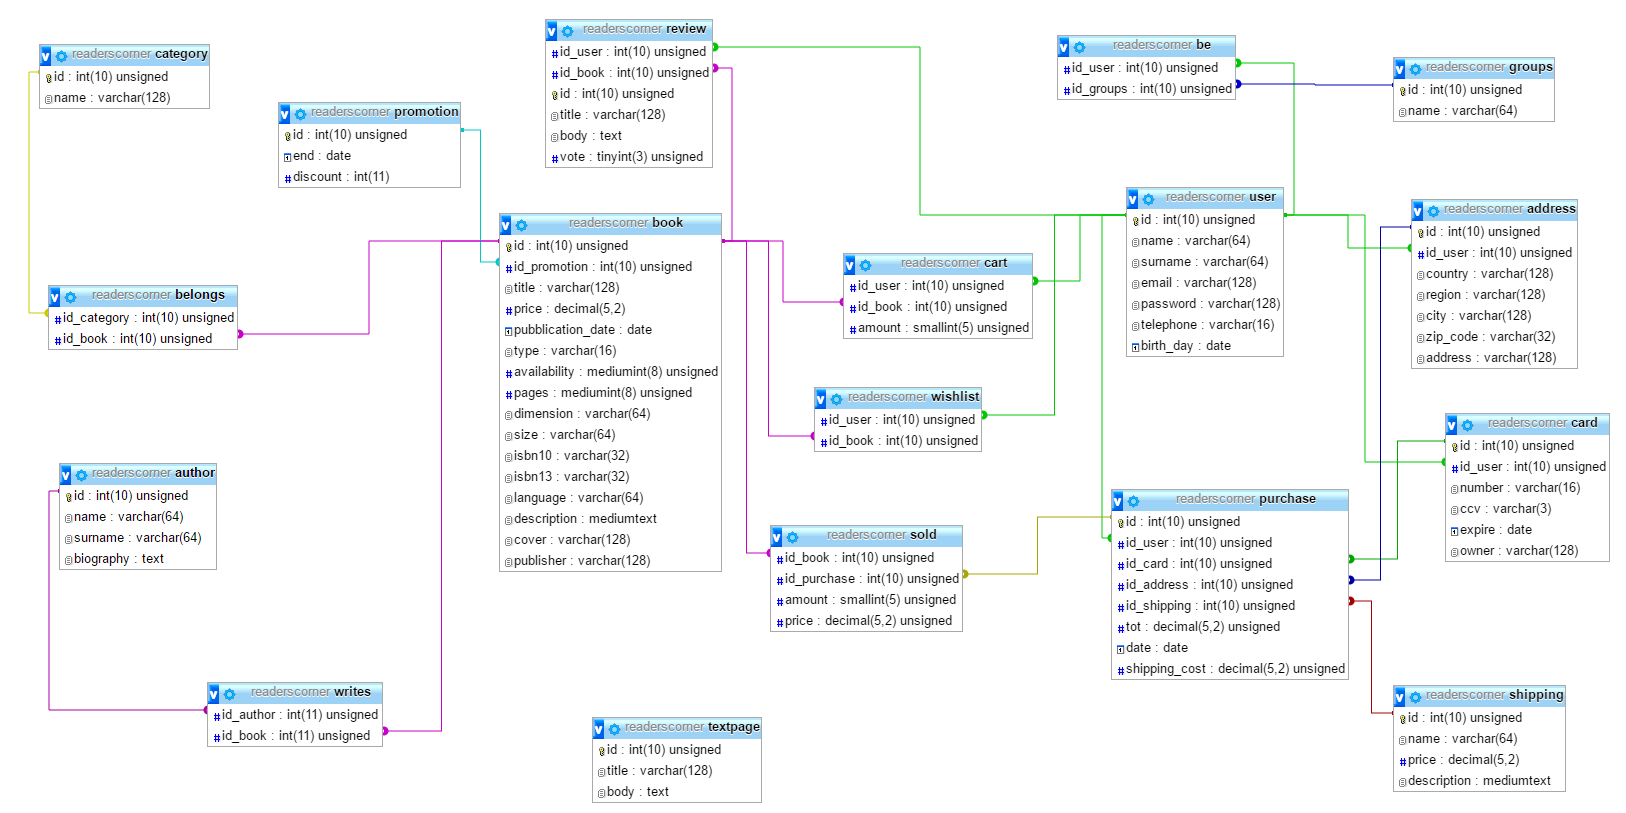 readerscorner category
id : int(10) unsigned
name : varchar(128)
readerscorner promotion
id : int(10) unsigned
end : date
discount : int(11)
readerscorner review
id_user : int(10) unsigned
id_book : int(10) unsigned
id : int(10) unsigned
title : varchar(128)
body : text
vote : tinyint(3) unsigned
readerscorner be
id_user : int(10) unsigned
id_groups : int(10) unsigned
readerscorner groups
id : int(10) unsigned
name : varchar(64)
readerscorner book
id : int(10) unsigned
id_promotion : int(10) unsigned
title : varchar(128)
price : decimal(5,2)
pubblication_date : date
type : varchar(16)
availability : mediumint(8) unsigned
pages : mediumint(8) unsigned
dimension : varchar(64)
size : varchar(64)
isbn10 : varchar(32)
isbn13 : varchar(32)
language : varchar(64)
description : mediumtext
cover : varchar(128)
publisher : varchar(128)
readerscorner user
id : int(10) unsigned
name : varchar(64)
surname : varchar(64)
email : varchar(128)
password : varchar(128)
telephone : varchar(16)
birth_day : date
readerscorner address
id : int(10) unsigned
id_user : int(10) unsigned
country : varchar(128)
region : varchar(128)
city : varchar(128)
zip_code : varchar(32)
address : varchar(128)
readerscorner cart
id_user : int(10) unsigned
id_book : int(10) unsigned
amount : smallint(5) unsigned
readerscorner belongs
id_category : int(10) unsigned
id_book : int(10) unsigned
readerscorner wishlist
id_user : int(10) unsigned
id_book : int(10) unsigned
readerscorner card
id : int(10) unsigned
id_user : int(10) unsigned
number : varchar(16)
ccv : varchar(3)
expire : date
owner : varchar(128)
readerscorner author
id : int(10) unsigned
name : varchar(64)
surname : varchar(64)
biography : text
readerscorner sold
id_book : int(10) unsigned
id_purchase : int(10) unsigned
amount : smallint(5) unsigned
price : decimal(5,2) unsigned
readerscorner purchase
id : int(10) unsigned
id_user : int(10) unsigned
id_card : int(10) unsigned
id_address : int(10) unsigned
id_shipping : int(10) unsigned
tot : decimal(5,2) unsigned
date : date
shipping_cost : decimal(5,2) unsigned
readerscorner writes
id_author : int(11) unsigned
id_book : int(11) unsigned
readerscorner textpage
id : int(10) unsigned
title : varchar(128)
body : text
readerscorner shipping
id : int(10) unsigned
name : varchar(64)
price : decimal(5,2)
description : mediumtext